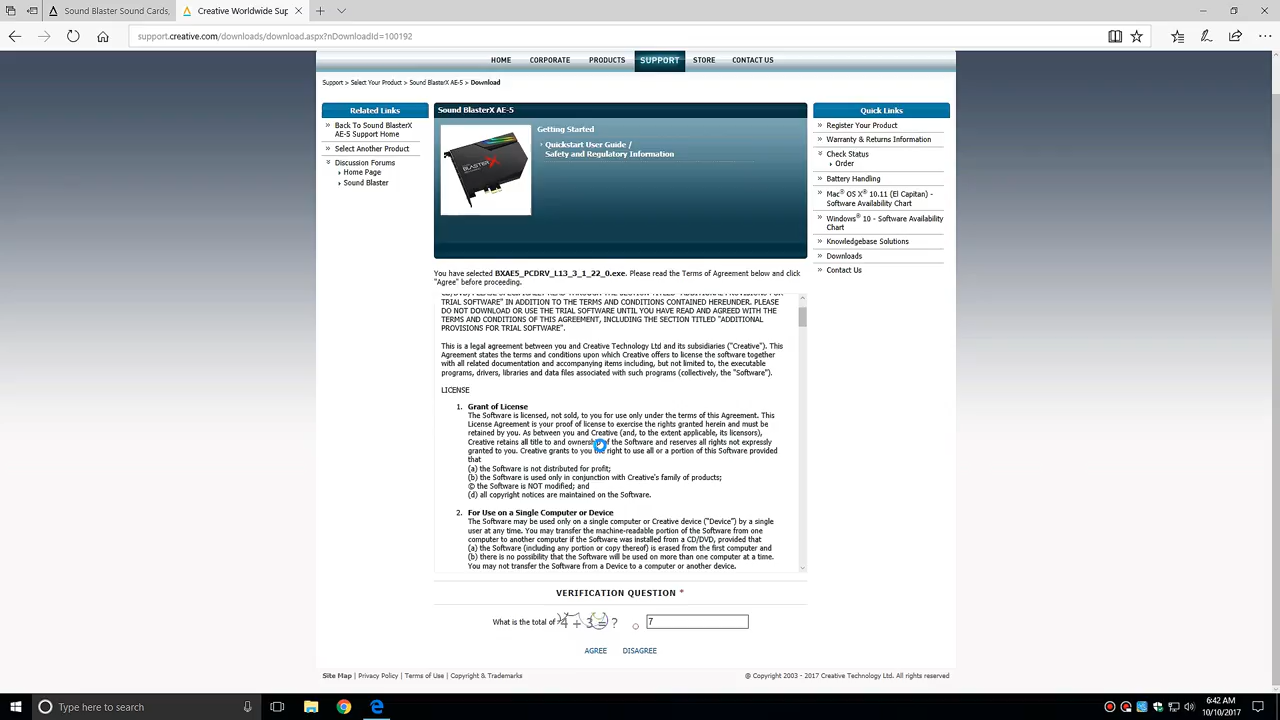 Creative Sound Blaster Sound Cards,
Creative Worldwide Sup
support.creative.com/downloads/download.aspx?nDownloadId=100192
HOME CORPORATE PRODUCTS SUPPORT STORE CONTACT US
Support > Select Your Product > Sound BlasterX AE-5 > Download
Related Links
Back To Sound BlasterX
AE-5 Support Home
Select Another Product
Discussion Forums
Home Page
Sound Blaster
Sound BlasterX AE-5
Getting Started
Quickstart User Guide /
Safety and Regulatory Information
BLASTERX
You have selected BXAE5_PCDRV_L13_3_1_22_0.exe. Please read the Terms of Agreement below and click
"Agree" before proceeding.
CD/DVD, PLEASE SPECIFICALLY READ THROUGH THE SECTION TITLED "ADDITIONAL PROVISIONS FOR
TRIAL SOFTWARE" IN ADDITION TO THE TERMS AND CONDITIONS CONTAINED HEREUNDER. PLEASE
DO NOT DOWNLOAD OR USE THE TRIAL SOFTWARE UNTIL YOU HAVE READ AND AGREED WITH THE
TERMS AND CONDITIONS OF THIS AGREEMENT, INCLUDING THE SECTION TITLED "ADDITIONAL
PROVISIONS FOR TRIAL SOFTWARE".
This is a legal agreement between you and Creative Technology Ltd and its subsidiaries ("Creative"). This
Agreement states the terms and conditions upon which Creative offers to license the software together
with all related documentation and accompanying items including, but not limited to, the executable
programs, drivers, libraries and data files associated with such programs (collectively, the "Software").
LICENSE
1. Grant of License
The Software is licensed, not sold, to you for use only under the terms of this Agreement. This
License Agreement is your proof of license to exercise the rights granted herein and must be
retained by you. As between you and Creative (and, to the extent applicable, its licensors),
Creative retains all title to and ownership of the Software and reserves all rights not expressly
granted to you. Creative grants to you the right to use all or a portion of this Software provided
that
(a) the Software is not distributed for profit;
(b) the Software is used only in conjunction with Creative's family of products;
© the Software is NOT modified; and
(d) all copyright notices are maintained on the Software.
2. For Use on a Single Computer or Device
The Software may be used only on a single computer or Creative device ("Device") by a single
user at any time. You may transfer the machine-readable portion of the Software from one
computer to another computer if the Software was installed from a CD/DVD, provided that
(a) the Software (including any portion or copy thereof) is erased from the first computer and
(b) there is no possibility that the Software will be used on more than one computer at a time.
You may not transfer the Software from a Device to a computer or another device.
VERIFICATION QUESTION *
What is the total of 4 + 3 = ? 7
AGREE DISAGREE
Quick Links
Register Your Product
Warranty & Returns Information
Check Status
Order
Battery Handling
Mac® OS X® 10.11 (El Capitan) -
Software Availability Chart
Windows® 10 - Software Availability
Chart
Knowledgebase Solutions
Downloads
Contact Us
Site Map | Privacy Policy | Terms of Use | Copyright & Trademarks
@ Copyright 2003 - 2017 Creative Technology Ltd. All rights reserved
Type here to search
6:42 AM
10/10/2017